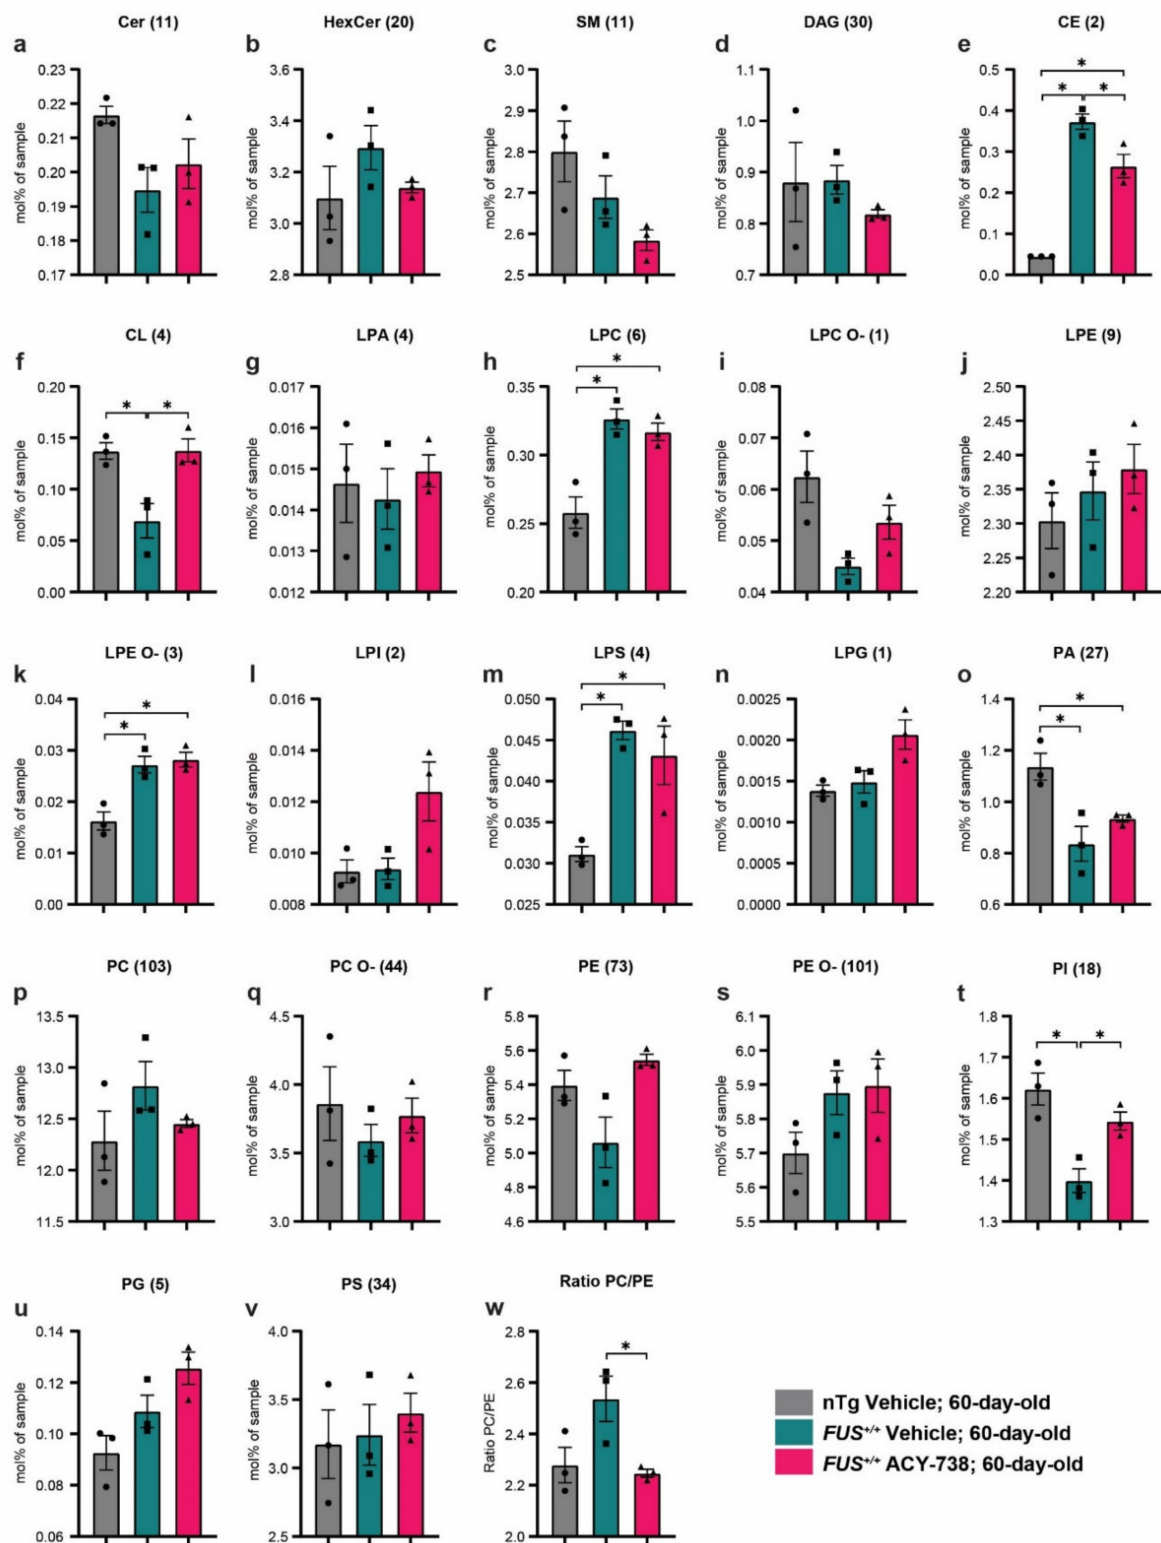 Cer (11) HexCer (20) SM (11) DAG (30) CE (2)
a b c d e
mol% of sample mol% of sample mol% of sample mol% of sample mol% of sample
0.23 3.6 3.0 1.1 0.5
0.22 3.4 2.9 1.0 0.4
0.21 3.2 2.8 0.9 0.3
0.20 3.0 2.7 0.8 0.2
0.19 2.8 2.6 0.7 0.1
0.18 2.5 0.0
0.17
* * *
CL (4) LPA (4) LPC (6) LPC O- (1) LPE (9)
f g h i j
mol% of sample mol% of sample mol% of sample mol% of sample mol% of sample
0.20 0.017 0.35 0.08 2.50
0.15 0.016 0.30 0.07 2.45
0.10 0.015 0.25 0.06 2.40
0.05 0.014 0.20 0.05 2.35
0.00 0.013 0.04 2.30
0.012 2.25
2.20
* * * *
LPE O- (3) LPI (2) LPS (4) LPG (1) PA (27)
k l m n o
mol% of sample mol% of sample mol% of sample mol% of sample mol% of sample
0.04 0.016 0.050 0.0025 1.4
0.03 0.014 0.045 0.0020 1.2
0.02 0.012 0.040 0.0015 1.0
0.01 0.010 0.035 0.0010 0.8
0.00 0.008 0.030 0.0005 0.6
0.025 0.0000
* * * * * *
PC (103) PC O- (44) PE (73) PE O- (101) PI (18)
p q r s t
mol% of sample mol% of sample mol% of sample mol% of sample mol% of sample
13.5 4.5 5.8 6.1 1.8
13.0 4.0 5.6 6.0 1.7
12.5 3.5 5.4 5.9 1.6
12.0 3.0 5.2 5.8 1.5
11.5 5.0 5.7 1.4
4.8 5.6 1.3
4.6 5.5
* *
PG (5) PS (34) Ratio PC/PE
u v w
mol% of sample mol% of sample Ratio PC/PE
0.14 4.0 2.8
0.12 3.5 2.6
0.10 3.0 2.4
0.08 2.5 2.2
0.06 2.0
*
nTg Vehicle; 60-day-old
FUS+/+ Vehicle; 60-day-old
FUS+/+ ACY-738; 60-day-old